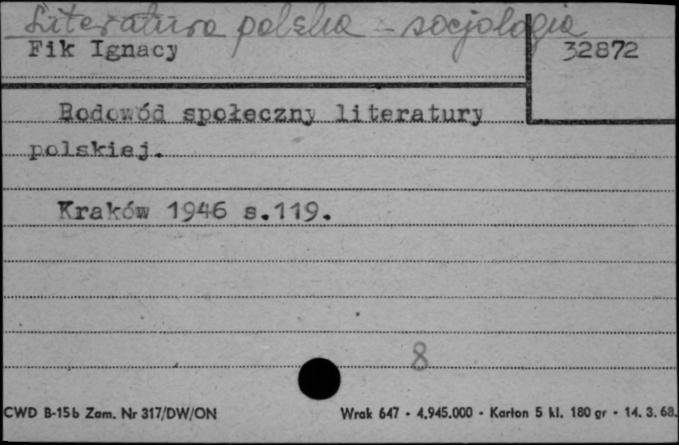 Literatura polska - socjologia
Fik Ignacy
32872
Rodowód społeczny literatury
polskiej.
Kraków 1946 s.119.
8
CWD B-15b Zam. Nr 317/DW/ON
Wrak 647 - 4.945.000 - Karton 5 kl. 180 gr - 14. 3. 68.